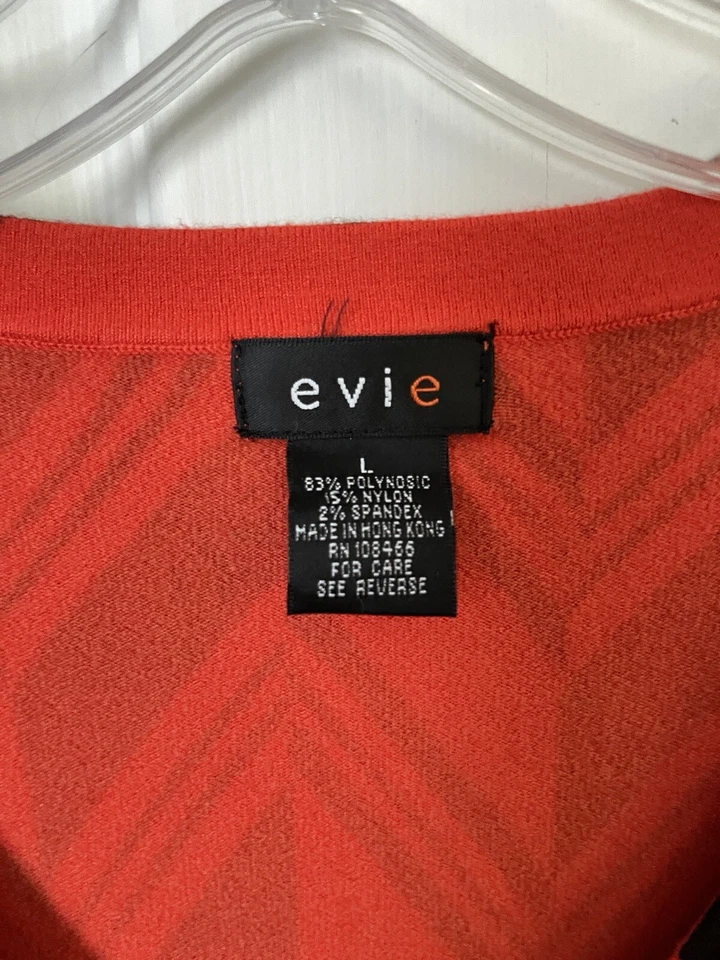 evie
L
83% POLYNOSIC
15% NYLON
2% SPANDEX
MADE IN HONG KONG
RN 108466
FOR CARE
SEE REVERSE